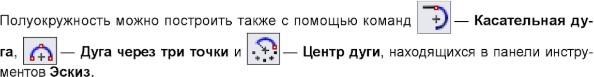 Полуокружность можно построить также с помощью команд — Касательная ду-
га, — Дуга через три точки и — Центр дуги, находящихся в панели инстру-
ментов Эскиз.